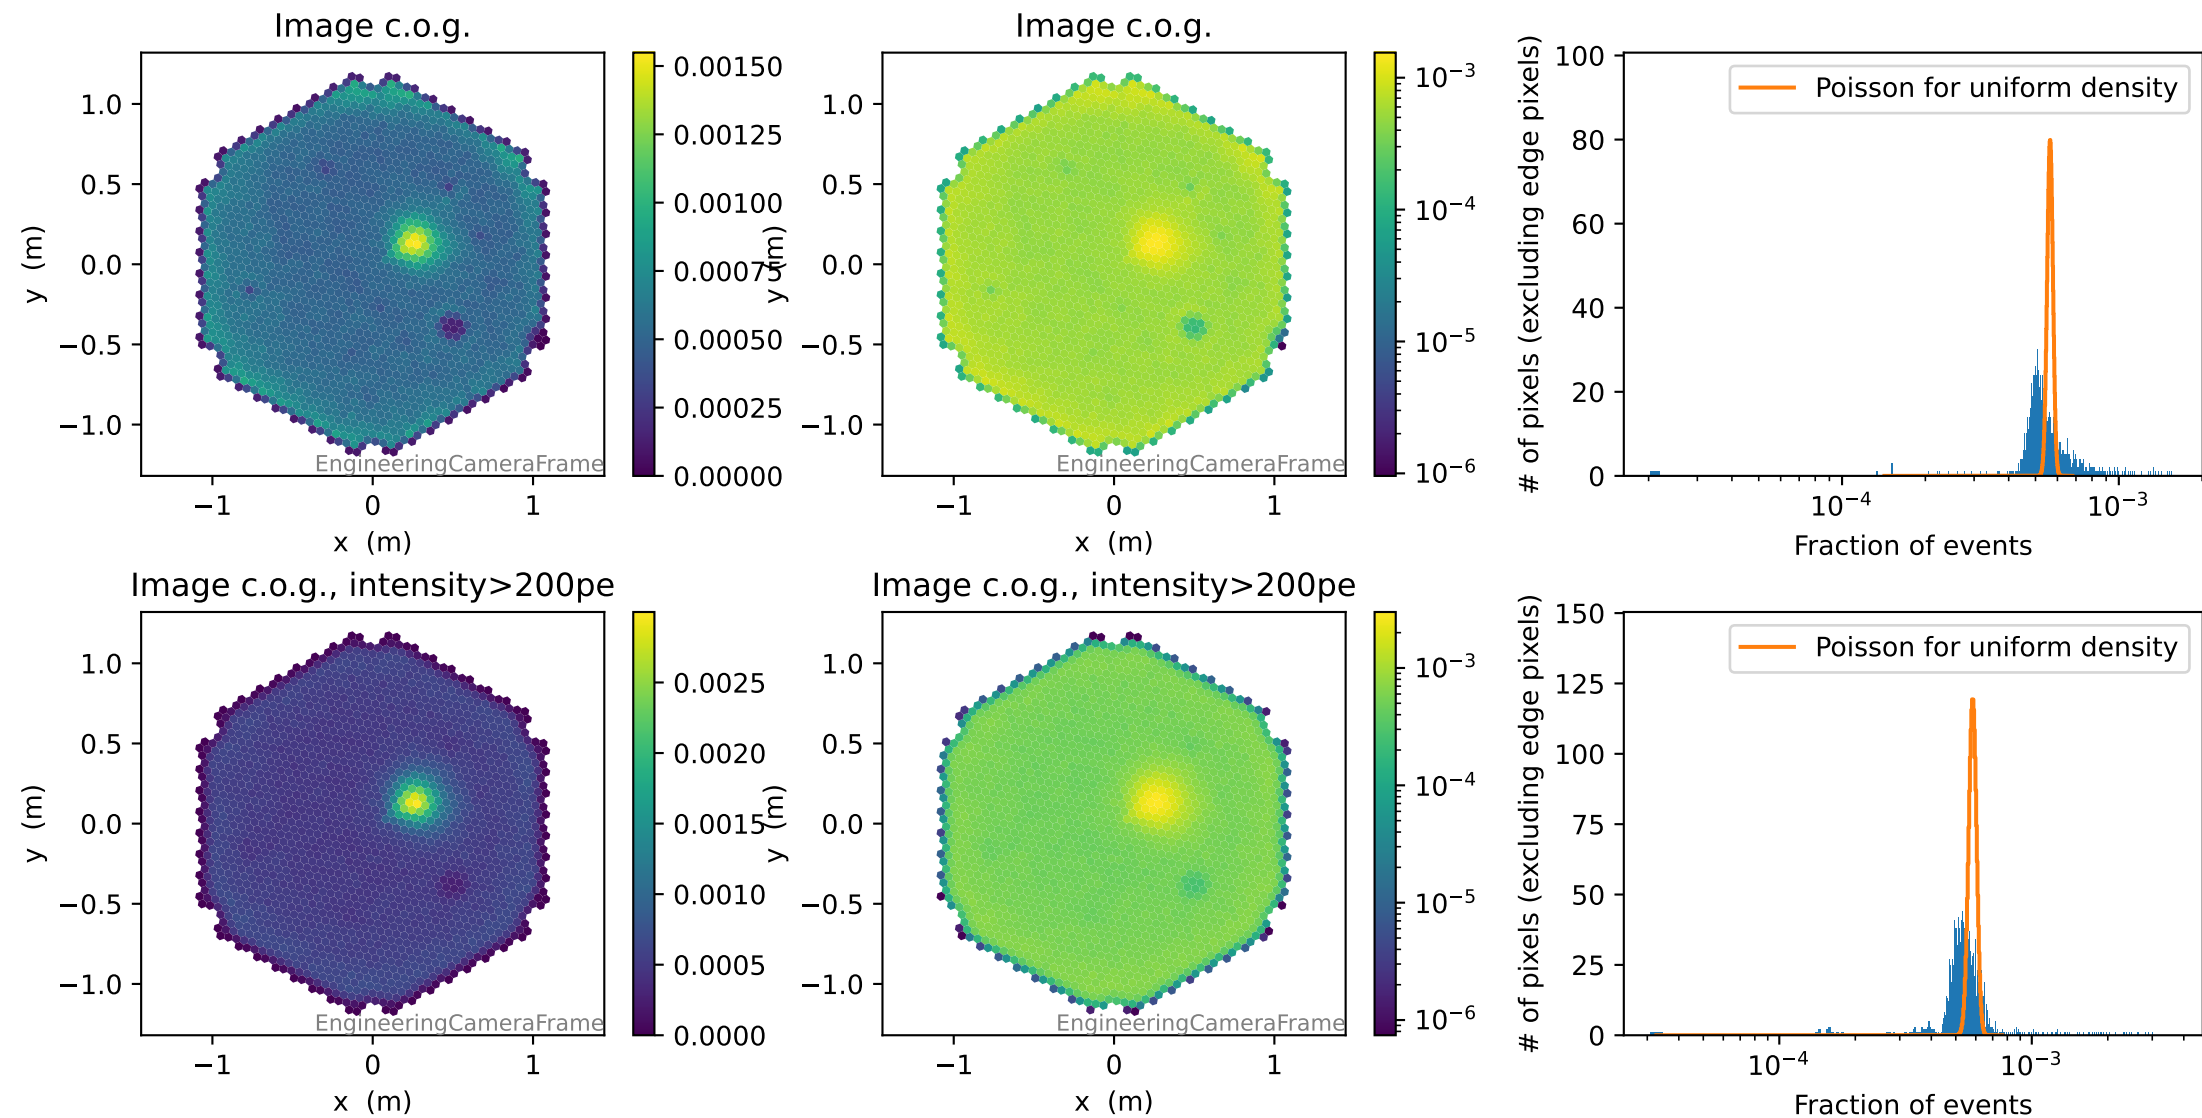 Image c.o.g.
1.0
0.5
0.0
−0.5
−1.0
y (m)
−1 0 1
x (m)
EngineeringCameraFrame
0.00150
0.00125
0.00100
0.00075
0.00050
0.00025
0.00000
Image c.o.g.
1.0
0.5
0.0
−0.5
−1.0
y (m)
−1 0 1
x (m)
EngineeringCameraFrame
10−3
10−4
10−5
10−6
# of pixels (excluding edge pixels)
100
80
60
40
20
0
Poisson for uniform density
10−4 10−3
Fraction of events
Image c.o.g., intensity>200pe
1.0
0.5
0.0
−0.5
−1.0
y (m)
−1 0 1
x (m)
EngineeringCameraFrame
0.0025
0.0020
0.0015
0.0010
0.0005
0.0000
Image c.o.g., intensity>200pe
1.0
0.5
0.0
−0.5
−1.0
y (m)
−1 0 1
x (m)
EngineeringCameraFrame
10−3
10−4
10−5
10−6
# of pixels (excluding edge pixels)
150
125
100
75
50
25
0
Poisson for uniform density
10−4 10−3
Fraction of events